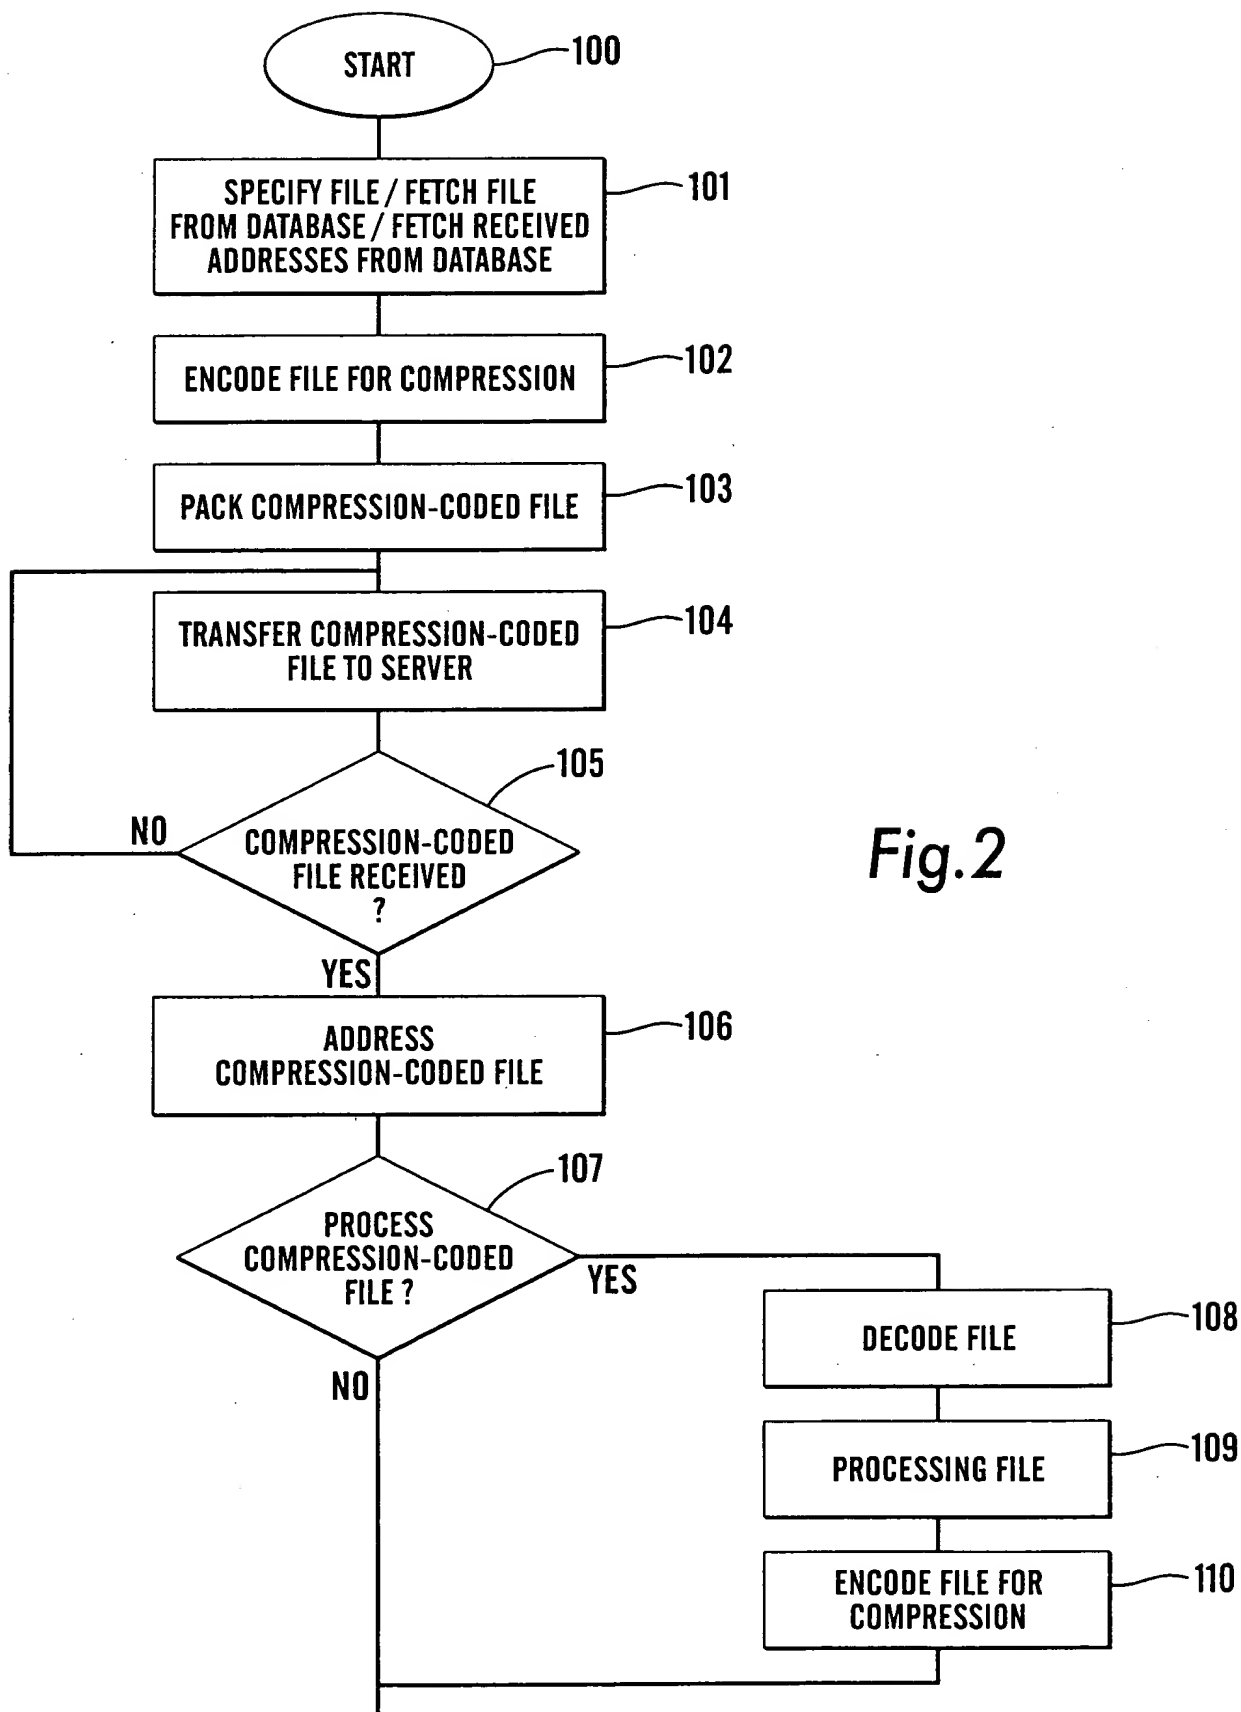 START
100
SPECIFY FILE / FETCH FILE
FROM DATABASE / FETCH RECEIVED
ADDRESSES FROM DATABASE
101
ENCODE FILE FOR COMPRESSION
102
PACK COMPRESSION-CODED FILE
103
TRANSFER COMPRESSION-CODED
FILE TO SERVER
104
105
NO
COMPRESSION-CODED
FILE RECEIVED
?
Fig.2
YES
ADDRESS
COMPRESSION-CODED FILE
106
107
PROCESS
COMPRESSION-CODED
FILE ?
YES
NO
DECODE FILE
108
PROCESSING FILE
109
ENCODE FILE FOR
COMPRESSION
110